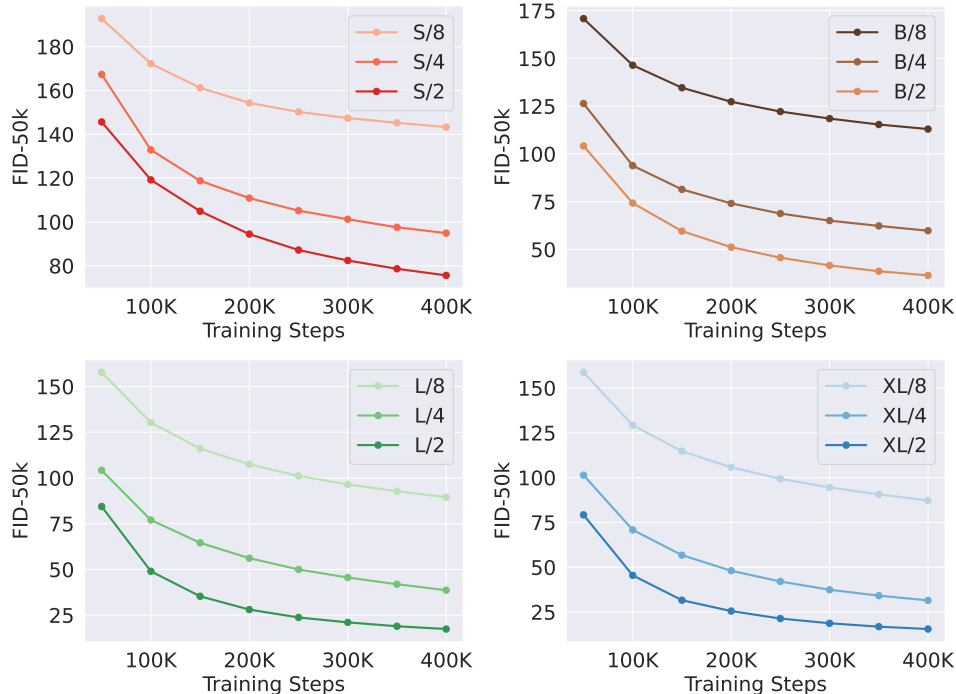 FID-50k
180
160
140
120
100
80
100K 200K 300K 400K
Training Steps
S/8
S/4
S/2
FID-50k
175
150
125
100
75
50
100K 200K 300K 400K
Training Steps
B/8
B/4
B/2
FID-50k
150
125
100
75
50
25
100K 200K 300K 400K
Training Steps
L/8
L/4
L/2
FID-50k
150
125
100
75
50
25
100K 200K 300K 400K
Training Steps
XL/8
XL/4
XL/2